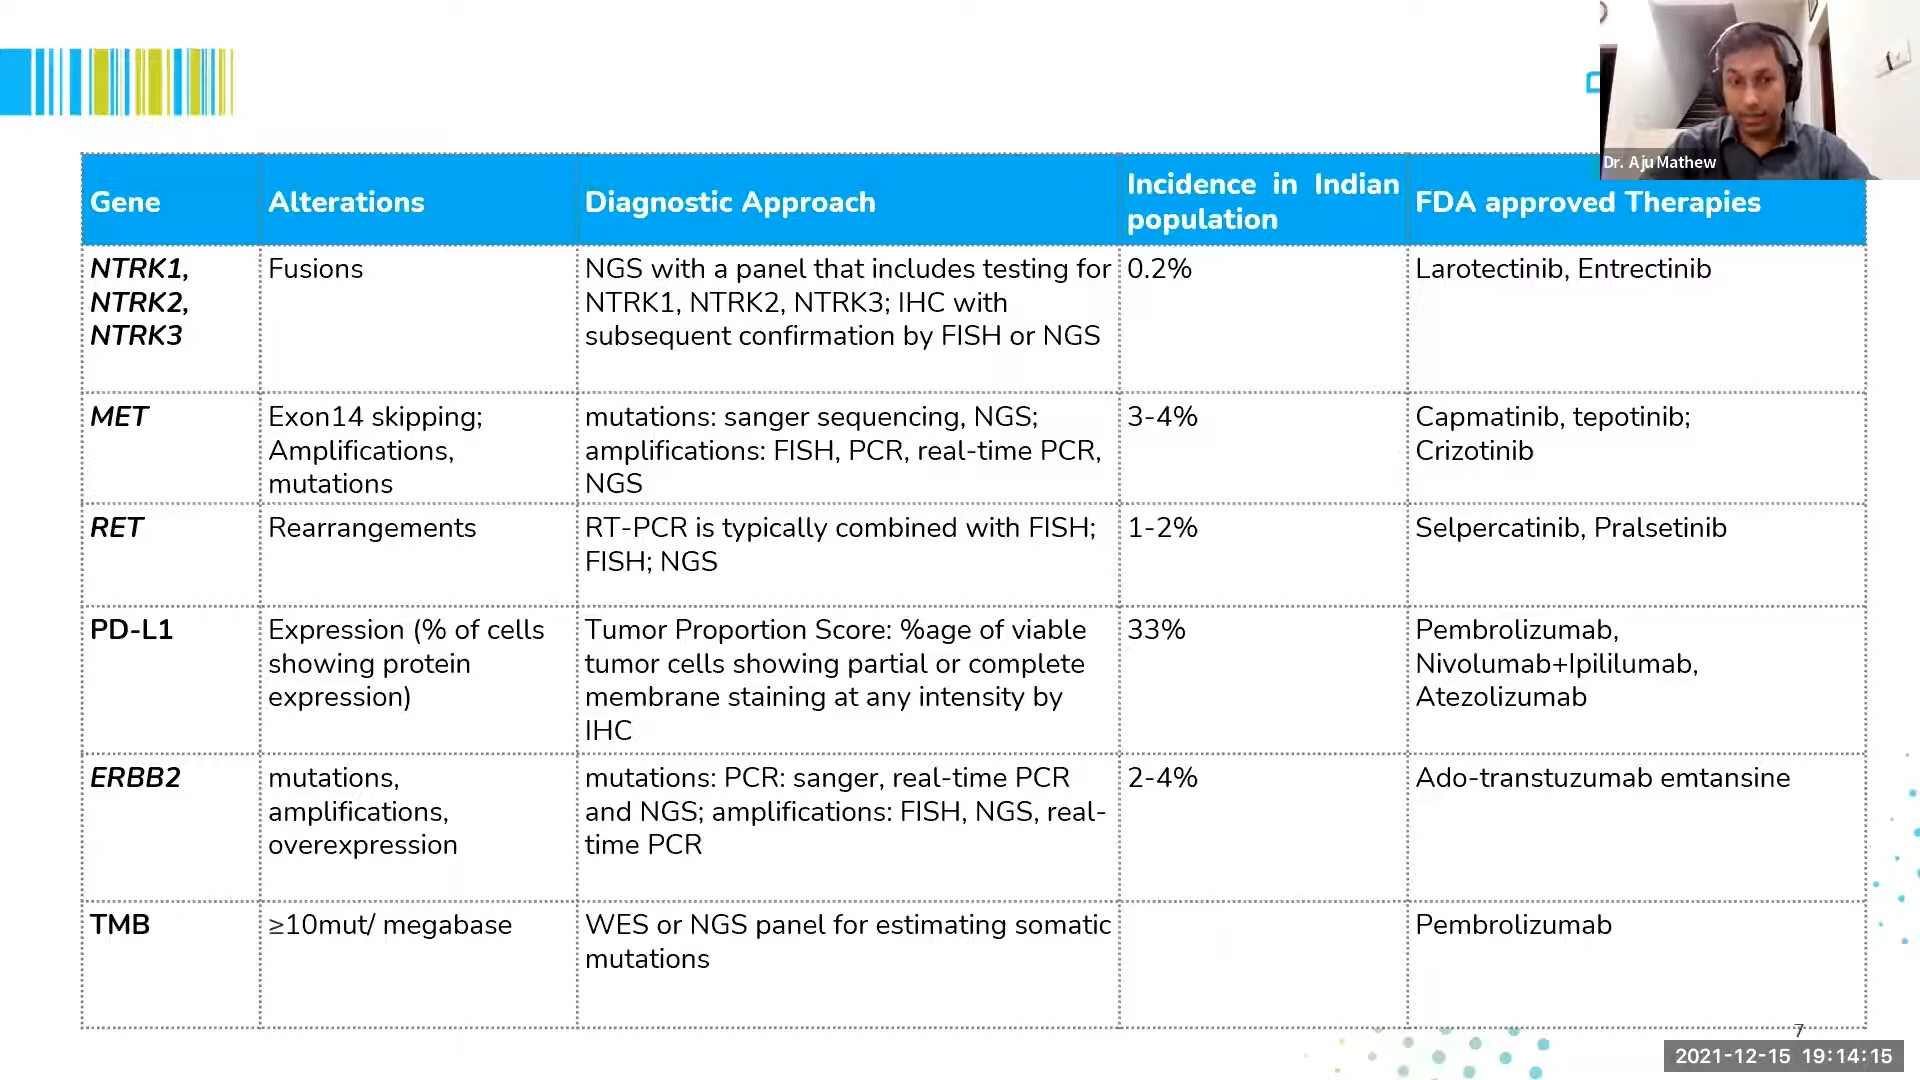 Dr. Aju Mathew
Gene
Alterations
Diagnostic Approach
Incidence in Indian
population
FDA approved Therapies
NTRK1,
NTRK2,
NTRK3
Fusions
NGS with a panel that includes testing for
NTRK1, NTRK2, NTRK3; IHC with
subsequent confirmation by FISH or NGS
0.2%
Larotectinib, Entrectinib
MET
Exon14 skipping;
Amplifications,
mutations
mutations: sanger sequencing, NGS;
amplifications: FISH, PCR, real-time PCR,
NGS
3-4%
Capmatinib, tepotinib;
Crizotinib
RET
Rearrangements
RT-PCR is typically combined with FISH;
FISH; NGS
1-2%
Selpercatinib, Pralsetinib
PD-L1
Expression (% of cells
showing protein
expression)
Tumor Proportion Score: %age of viable
tumor cells showing partial or complete
membrane staining at any intensity by
IHC
33%
Pembrolizumab,
Nivolumab+Ipililumab,
Atezolizumab
ERBB2
mutations,
amplifications,
overexpression
mutations: PCR: sanger, real-time PCR
and NGS; amplifications: FISH, NGS, real-
time PCR
2-4%
Ado-transtuzumab emtansine
TMB
≥10mut/ megabase
WES or NGS panel for estimating somatic
mutations
Pembrolizumab
7
2021-12-15 19:14:15